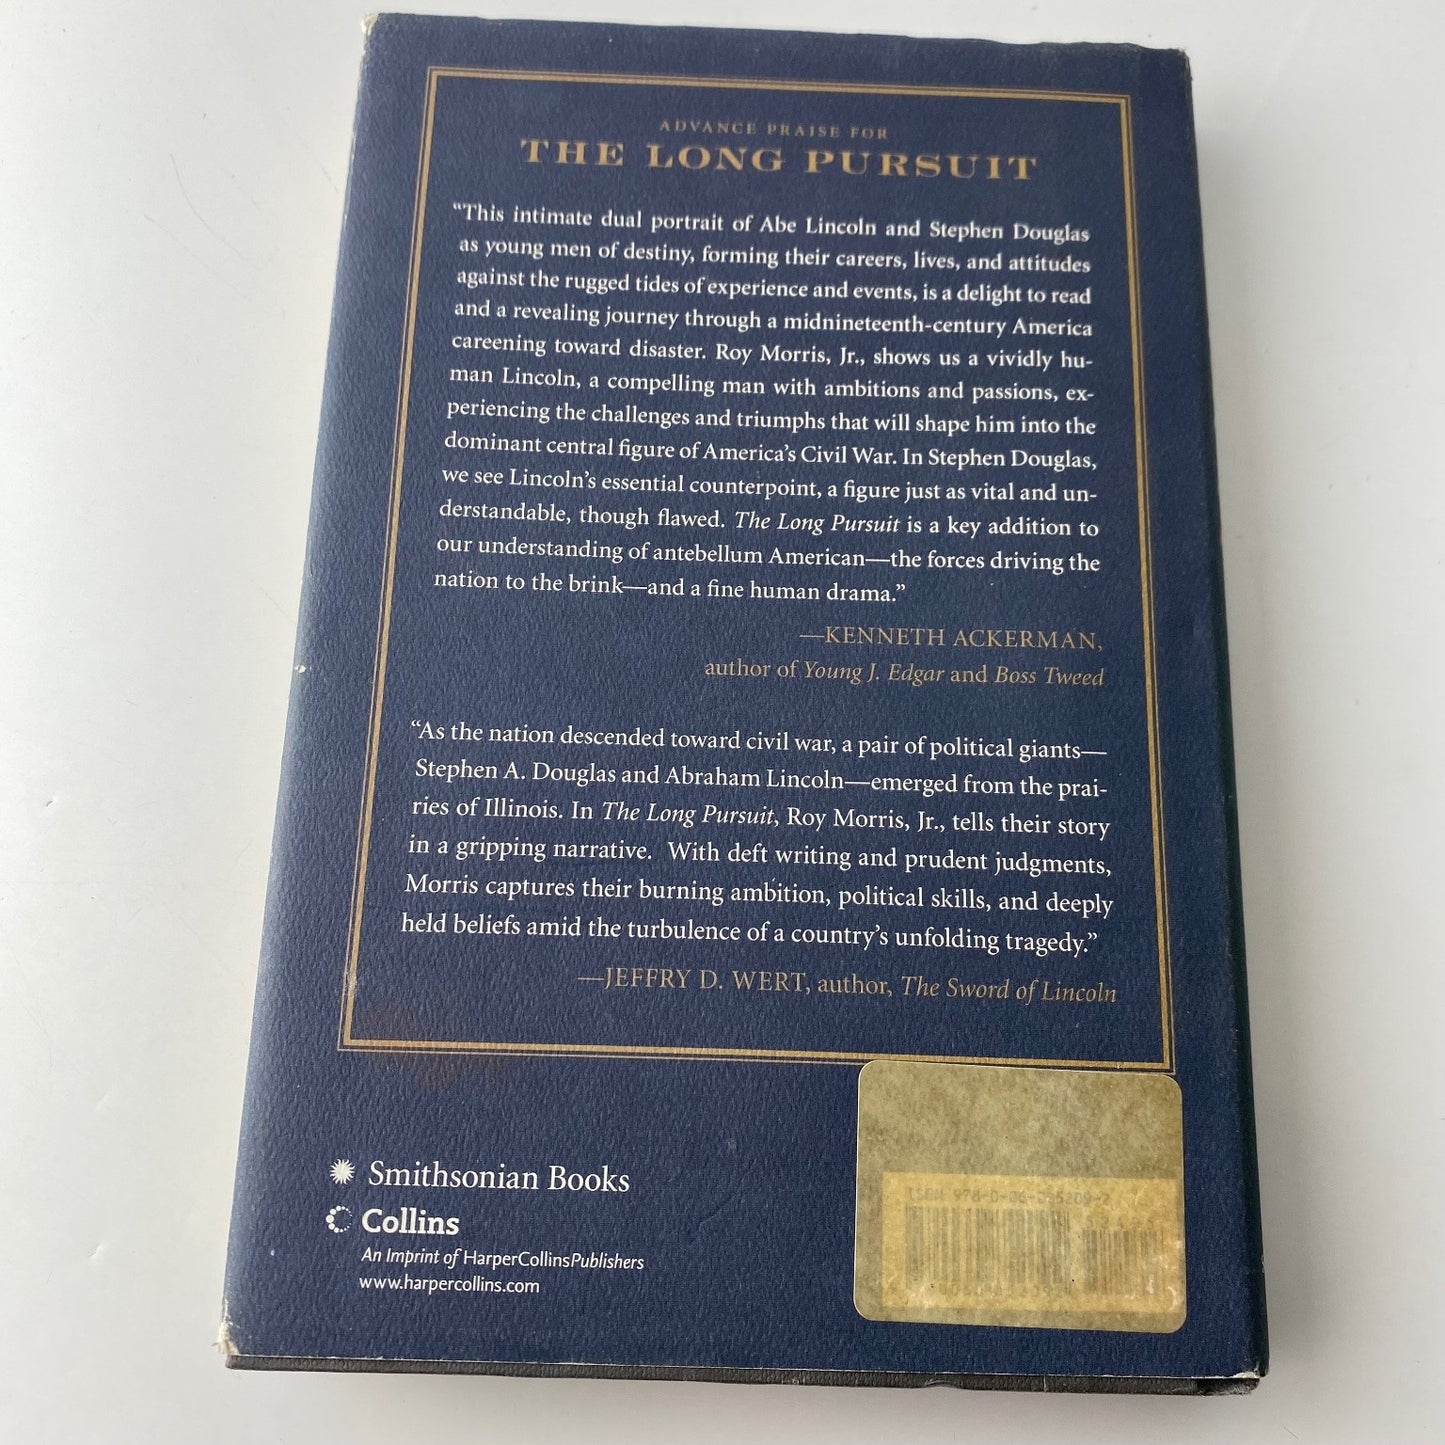 ADVANCE PRAISE FOR
THE LONG PURSUIT
“This intimate dual portrait of Abe Lincoln and Stephen Douglas
as young men of destiny, forming their careers, lives, and attitudes
against the rugged tides of experience and events, is a delight to read
and a revealing journey through a midnineteenth-century America
careening toward disaster. Roy Morris, Jr., shows us a vividly hu-
man Lincoln, a compelling man with ambitions and passions, ex-
periencing the challenges and triumphs that will shape him into the
dominant central figure of America’s Civil War. In Stephen Douglas,
we see Lincoln’s essential counterpoint, a figure just as vital and un-
derstandable, though flawed. The Long Pursuit is a key addition to
our understanding of antebellum American—the forces driving the
nation to the brink—and a fine human drama.”
—KENNETH ACKERMAN,
author of Young J. Edgar and Boss Tweed
“As the nation descended toward civil war, a pair of political giants—
Stephen A. Douglas and Abraham Lincoln—emerged from the prai-
ries of Illinois. In The Long Pursuit, Roy Morris, Jr., tells their story
in a gripping narrative. With deft writing and prudent judgments,
Morris captures their burning ambition, political skills, and deeply
held beliefs amid the turbulence of a country’s unfolding tragedy.”
—JEFFRY D. WERT, author, The Sword of Lincoln
Smithsonian Books
Collins
An Imprint of HarperCollinsPublishers
www.harpercollins.com
ISBN